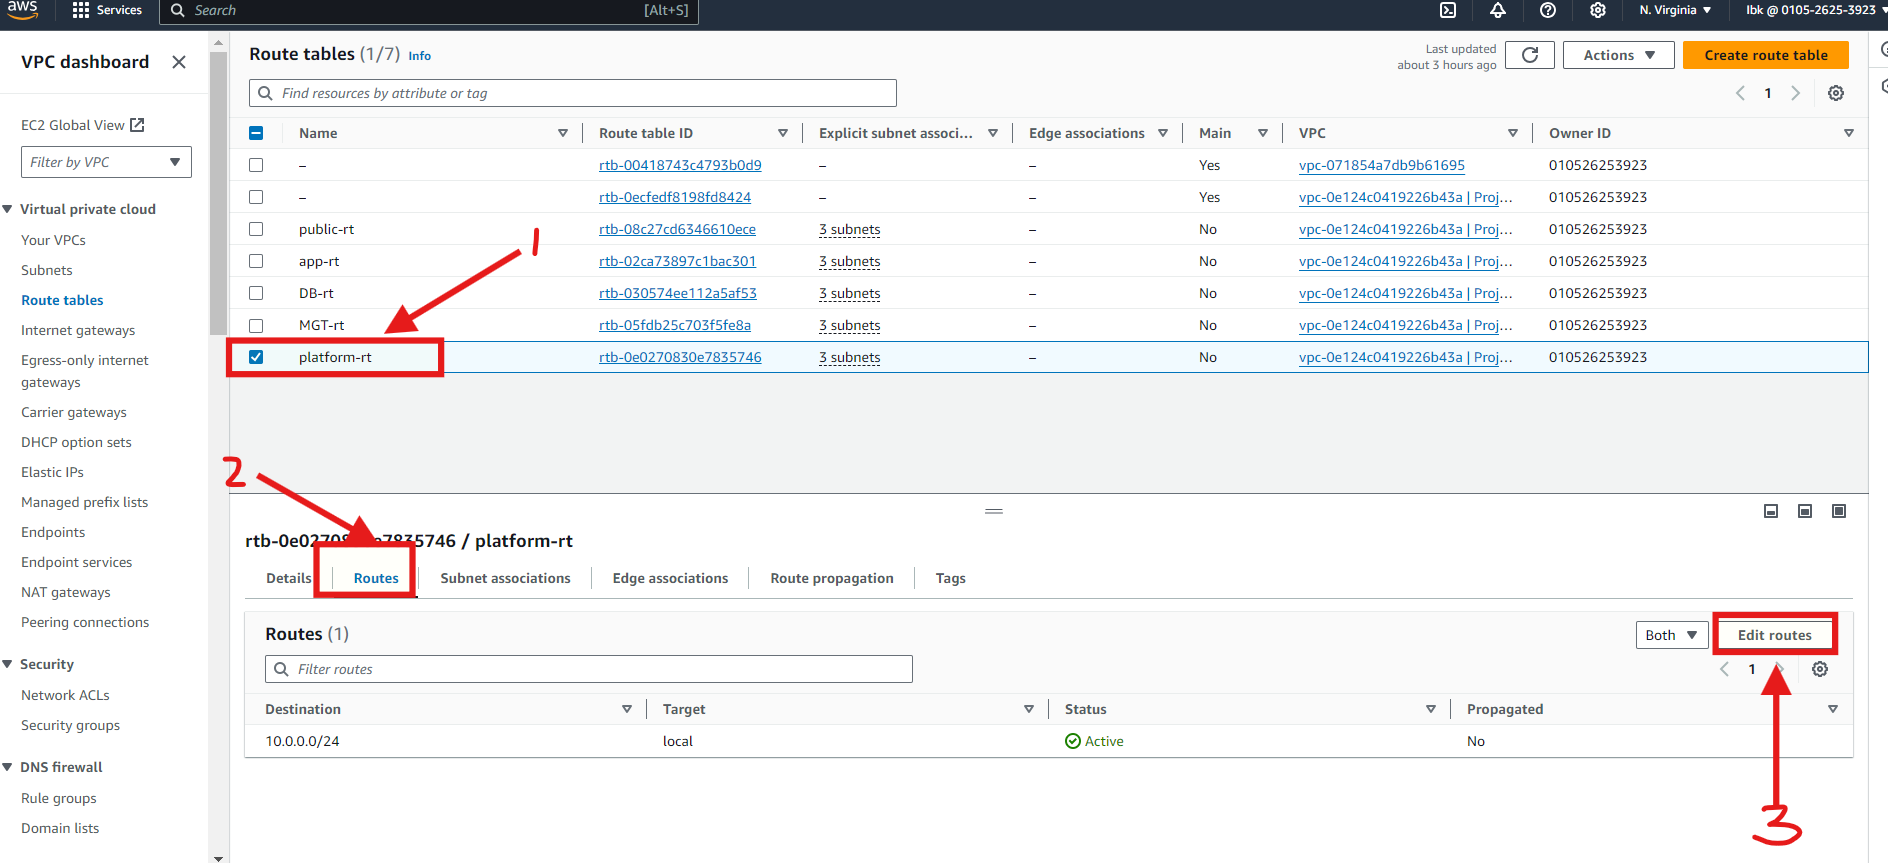 aws
Services
Search
[Alt+S]
N. Virginia
Ibk @ 0105-2625-3923
VPC dashboard
EC2 Global View
Filter by VPC
Virtual private cloud
Your VPCs
Subnets
Route tables
Internet gateways
Egress-only internet
gateways
Carrier gateways
DHCP option sets
Elastic IPs
Managed prefix lists
Endpoints
Endpoint services
NAT gateways
Peering connections
Security
Network ACLs
Security groups
DNS firewall
Rule groups
Domain lists
Route tables (1/7) Info
Last updated
about 3 hours ago
Actions
Create route table
Find resources by attribute or tag
1
Name Route table ID Explicit subnet associ... Edge associations Main VPC Owner ID
– rtb-00418743c4793b0d9 – – Yes vpc-071854a7db9b61695 010526253923
– rtb-0ecfedf8198fd8424 – – Yes vpc-0e124c0419226b43a | Proj... 010526253923
public-rt rtb-08c27cd6346610ece 3 subnets – No vpc-0e124c0419226b43a | Proj... 010526253923
app-rt rtb-02ca73897c1bac301 3 subnets – No vpc-0e124c0419226b43a | Proj... 010526253923
DB-rt rtb-030574ee112a5af53 3 subnets – No vpc-0e124c0419226b43a | Proj... 010526253923
MGT-rt rtb-05fdb25c703f5fe8a 3 subnets – No vpc-0e124c0419226b43a | Proj... 010526253923
platform-rt rtb-0e0270830e7835746 3 subnets – No vpc-0e124c0419226b43a | Proj... 010526253923
1
2
rtb-0e0270830e7835746 / platform-rt
Details Routes Subnet associations Edge associations Route propagation Tags
Routes (1)
Both
Edit routes
Filter routes
1
Destination Target Status Propagated
10.0.0.0/24 local Active No
3